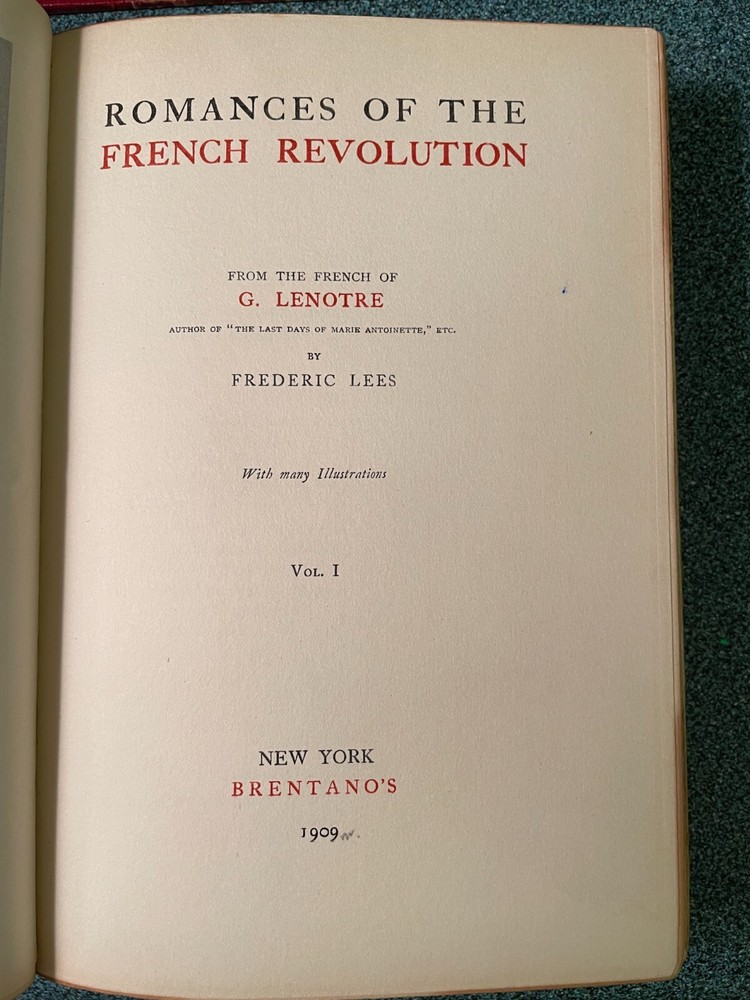 ROMANCES OF THE
FRENCH REVOLUTION
FROM THE FRENCH OF
G. LENOTRE
AUTHOR OF "THE LAST DAYS OF MARIE ANTOINETTE," ETC.
BY
FREDERIC LEES
With many Illustrations
VOL. I
NEW YORK
BRENTANO'S
1909